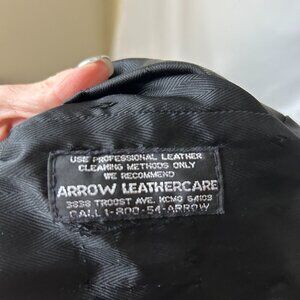 USE PROFESSIONAL LEATHER
CLEANING METHODS ONLY
WE RECOMMEND
ARROW LEATHERCARE
3838 TROOST AVE. KCMO 64109
CALL 1-800-54-ARROW